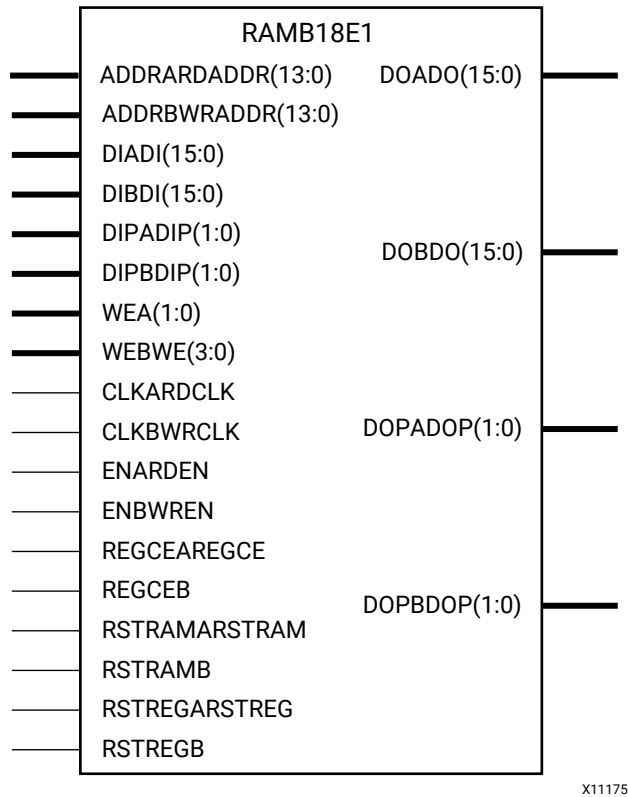 RAMB18E1
ADDRARDADDR(13:0)
DOADO(15:0)
ADDRBWRADDR(13:0)
DIADI(15:0)
DIBDI(15:0)
DIPADIP(1:0)
DOBDO(15:0)
DIPBDIP(1:0)
WEA(1:0)
WEBWE(3:0)
CLKARDCLK
CLKBWRCLK
DOPADOP(1:0)
ENARDEN
ENBWREN
REGCEAREGCE
REGCEB
DOPBDOP(1:0)
RSTRAMARSTRAM
RSTRAMB
RSTREGARSTREG
RSTREGB
X11175